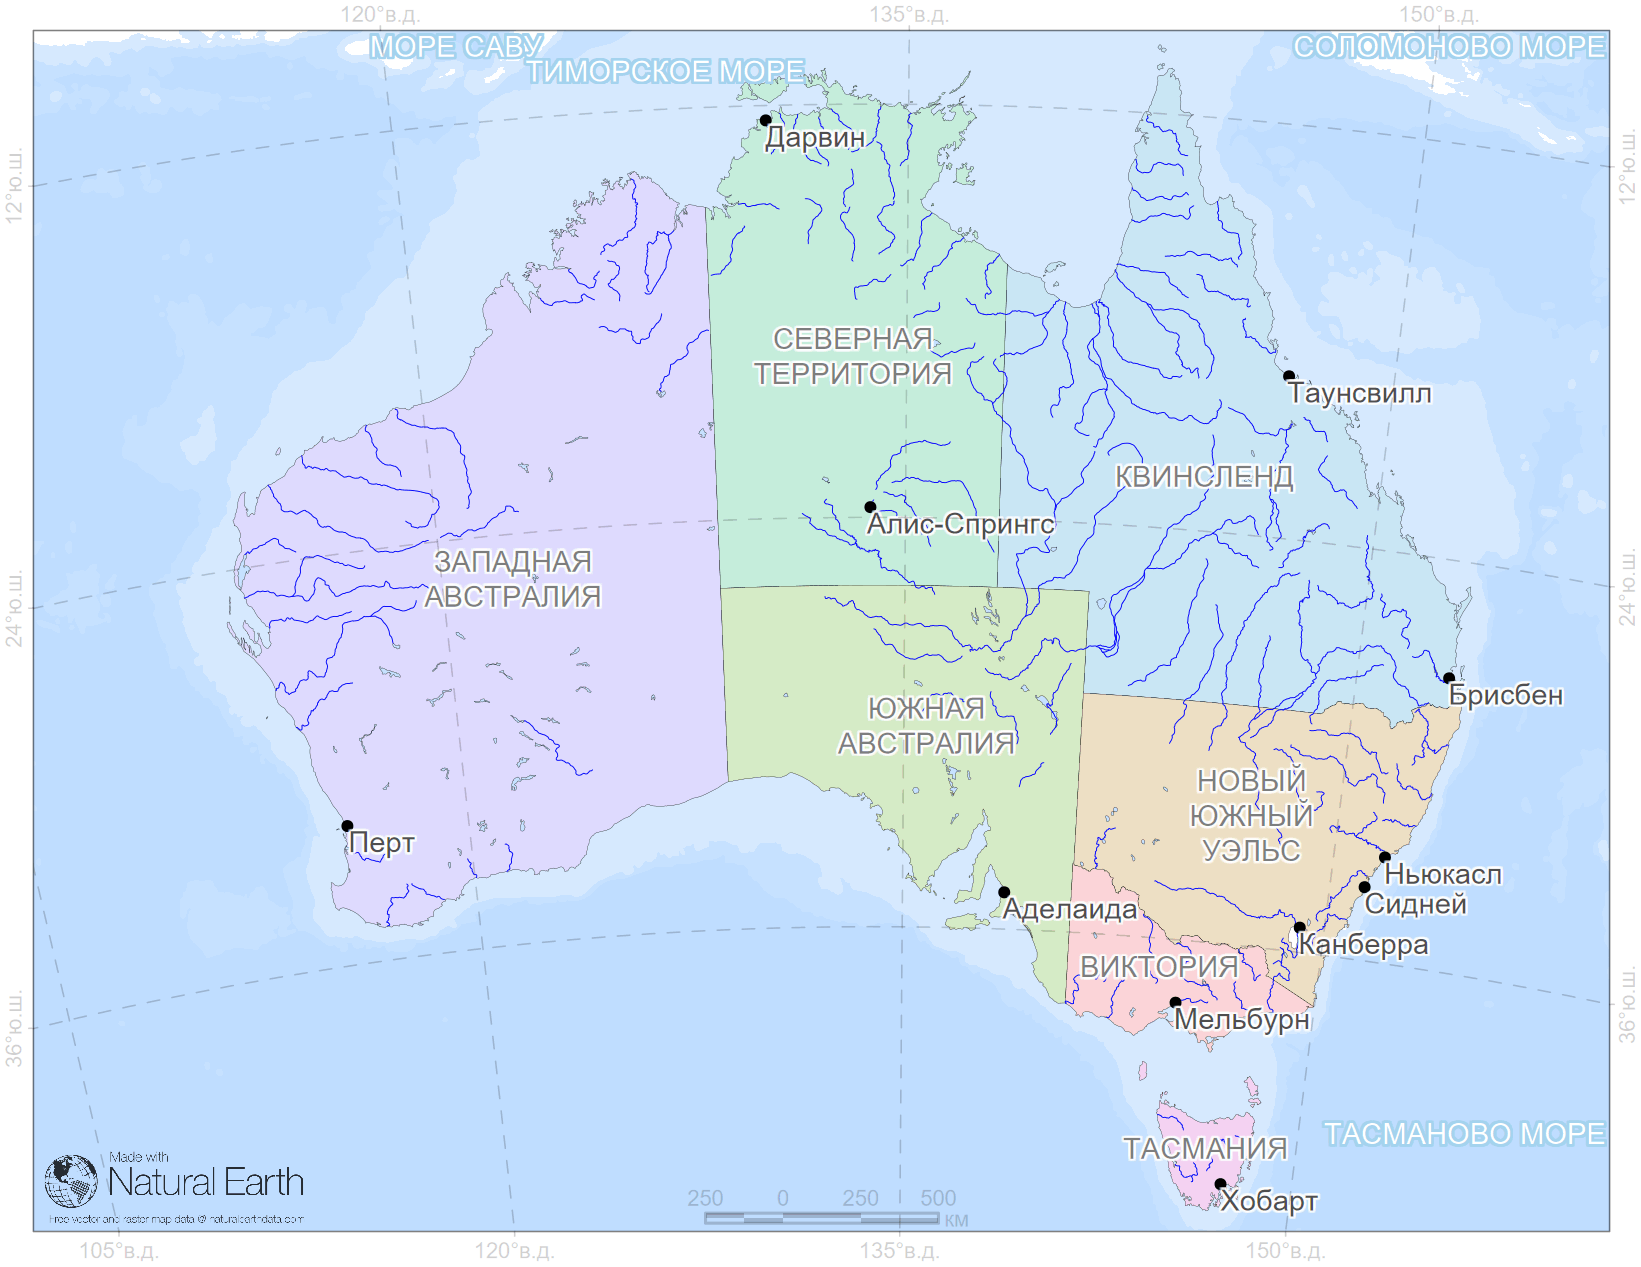 120°в.д.
135°в.д.
150°в.д.
МОРЕ САВУ
СОЛОМОНОВО МОРЕ
ТИМОРСКОЕ МОРЕ
Дарвин
12°ю.ш.
12°ю.ш.
СЕВЕРНАЯ
ТЕРРИТОРИЯ
Таунсвилл
КВИНСЛЕНД
Алис-Спрингс
ЗАПАДНАЯ
АВСТРАЛИЯ
24°ю.ш.
24°ю.ш.
Брисбен
ЮЖНАЯ
АВСТРАЛИЯ
НОВЫЙ
ЮЖНЫЙ
УЭЛЬС
Перт
Ньюкасл
Сидней
Аделаида
Канберра
ВИКТОРИЯ
Мельбурн
36°ю.ш.
36°ю.ш.
ТАСМАНОВО МОРЕ
ТАСМАНИЯ
Хобарт
Made with
Natural Earth
Free vector and raster map data @ naturalearthdata.com
250
0
250
500
км
105°в.д.
120°в.д.
135°в.д.
150°в.д.